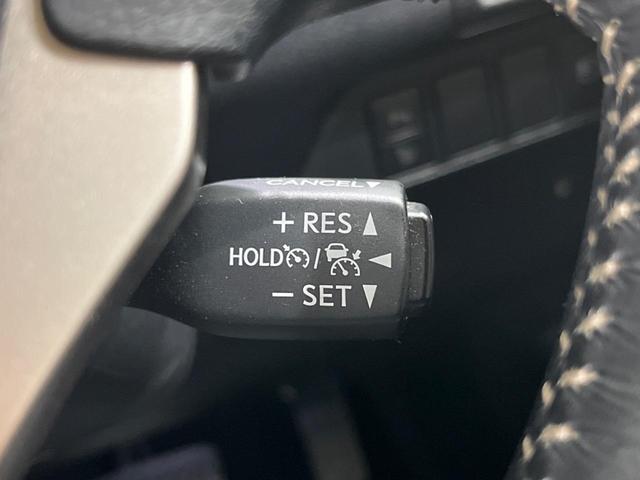 CANCEL▼
+ RES ▲
HOLD / ◀
− SET ▼